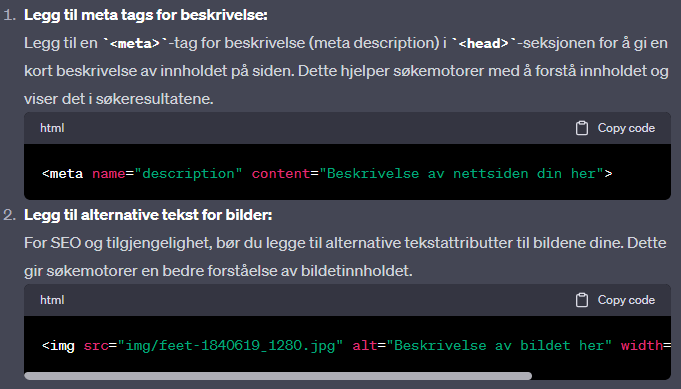 1. Legg til meta tags for beskrivelse:
Legg til en `<meta>`-tag for beskrivelse (meta description) i `<head>`-seksjonen for å gi en
kort beskrivelse av innholdet på siden. Dette hjelper søkemotorer med å forstå innholdet og
viser det i søkeresultatene.
html Copy code
<meta name="description" content="Beskrivelse av nettsiden din her">
2. Legg til alternative tekst for bilder:
For SEO og tilgjengelighet, bør du legge til alternative tekstattributter til bildene dine. Dette
gir søkemotorer en bedre forståelse av bildetinnholdet.
html Copy code
<img src="img/feet-1840619_1280.jpg" alt="Beskrivelse av bildet her" width=